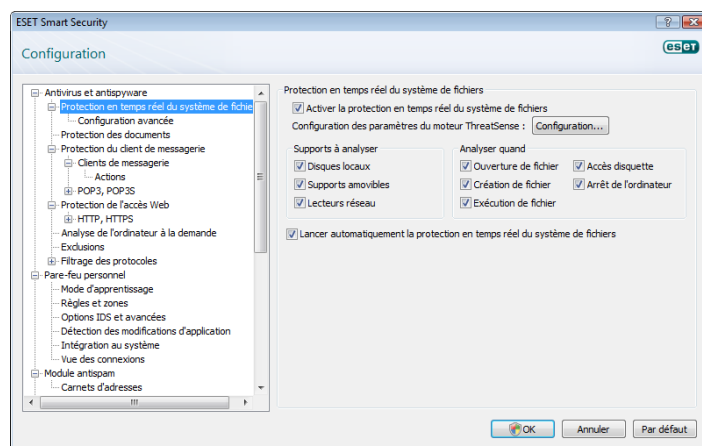 ESET Smart Security
Configuration
eseT
Antivirus et antispyware
Protection en temps réel du système de fichie
Configuration avancée
Protection des documents
Protection du client de messagerie
Clients de messagerie
Actions
POP3, POP3S
Protection de l'accès Web
HTTP, HTTPS
Analyse de l'ordinateur à la demande
Exclusions
Filtrage des protocoles
Pare-feu personnel
Mode d'apprentissage
Règles et zones
Options IDS et avancées
Détection des modifications d'application
Intégration au système
Vue des connexions
Module antispam
Carnets d'adresses
Protection en temps réel du système de fichiers
Activer la protection en temps réel du système de fichiers
Configuration des paramètres du moteur ThreatSense : Configuration...
Supports à analyser
Disques locaux
Supports amovibles
Lecteurs réseau
Analyser quand
Ouverture de fichier Accès disquette
Création de fichier Arrêt de l'ordinateur
Exécution de fichier
Lancer automatiquement la protection en temps réel du système de fichiers
OK Annuler Par défaut